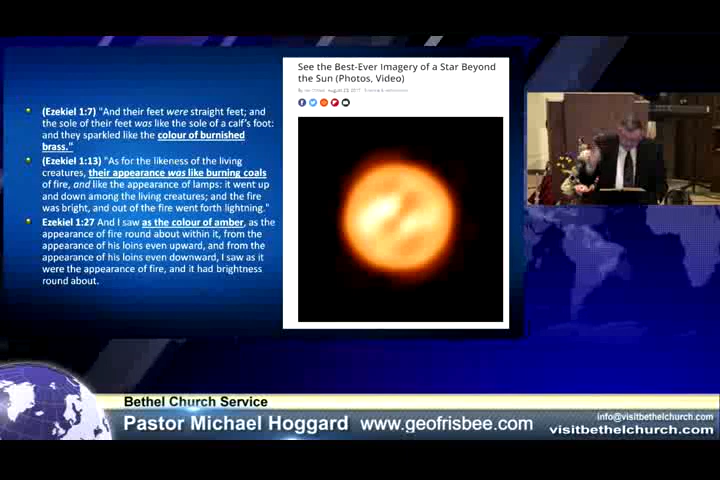 See the Best-Ever Imagery of a Star Beyond
the Sun (Photos, Video)
August 23, 2017
(Ezekiel 1:7) "And their feet were straight feet; and
the sole of their feet was like the sole of a calf's foot:
and they sparkled like the colour of burnished
brass."
(Ezekiel 1:13) "As for the likeness of the living
creatures, their appearance was like burning coals
of fire, and like the appearance of lamps: it went up
and down among the living creatures; and the fire
was bright, and out of the fire went forth lightning."
Ezekiel 1:27 And I saw as the colour of amber, as the
appearance of fire round about within it, from the
appearance of his loins even upward, and from the
appearance of his loins even downward, I saw as it
were the appearance of fire, and it had brightness
round about.
Bethel Church Service
Pastor Michael Hoggard www.geofrisbee.com
info@visitbethelchurch.com
visitbethelchurch.com